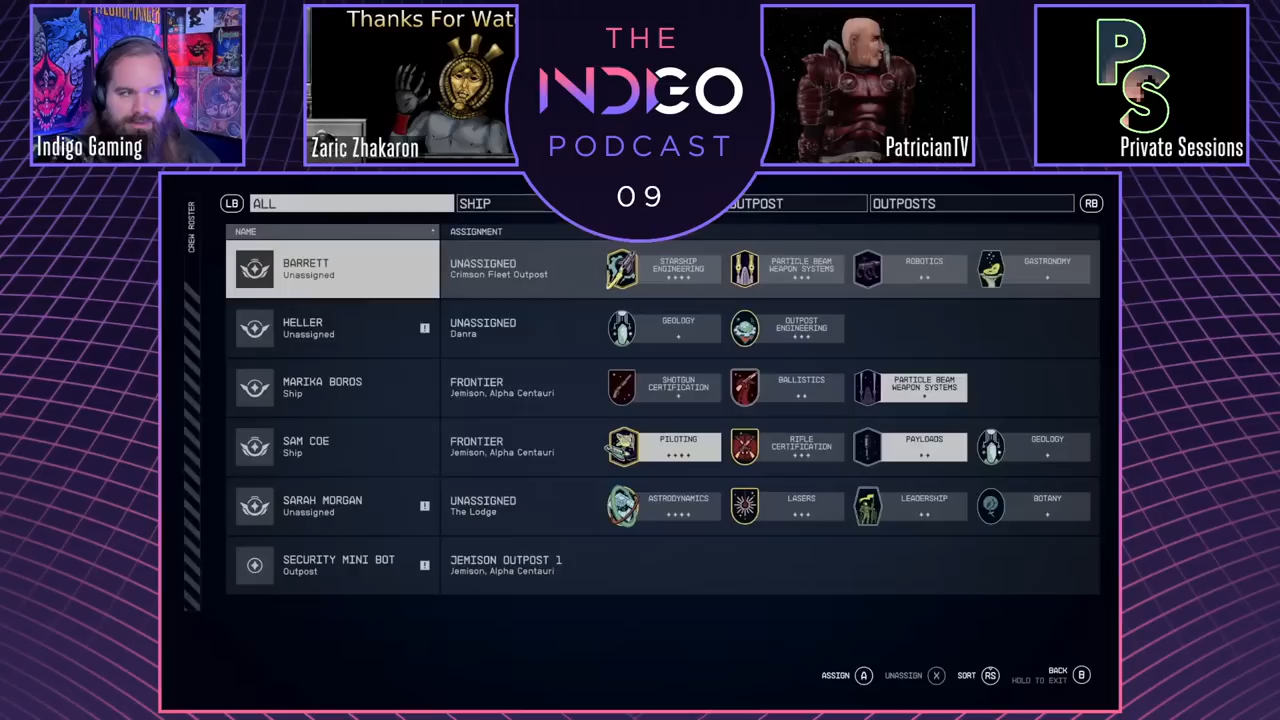 Thanks For Wat
Indigo Gaming
Zaric Zhakaron
THE
INDIGO
PODCAST
09
PatricianTV
PS
Private Sessions
CREW ROSTER
LB
ALL
SHIP
OUTPOST
OUTPOSTS
RB
NAME
ASSIGNMENT
BARRETT
Unassigned
UNASSIGNED
Crimson Fleet Outpost
STARSHIP
ENGINEERING
PARTICLE BEAM
WEAPON SYSTEMS
ROBOTICS
GASTRONOMY
HELLER
Unassigned
UNASSIGNED
Danra
GEOLOGY
OUTPOST
ENGINEERING
MARIKA BOROS
Ship
FRONTIER
Jemison, Alpha Centauri
SHOTGUN
CERTIFICATION
BALLISTICS
PARTICLE BEAM
WEAPON SYSTEMS
SAM COE
Ship
FRONTIER
Jemison, Alpha Centauri
PILOTING
RIFLE
CERTIFICATION
PAYLOADS
GEOLOGY
SARAH MORGAN
Unassigned
UNASSIGNED
The Lodge
ASTRODYNAMICS
LASERS
LEADERSHIP
BOTANY
SECURITY MINI BOT
Outpost
JEMISON OUTPOST 1
Jemison, Alpha Centauri
ASSIGN A
UNASSIGN X
SORT RS
BACK
HOLD TO EXIT
B